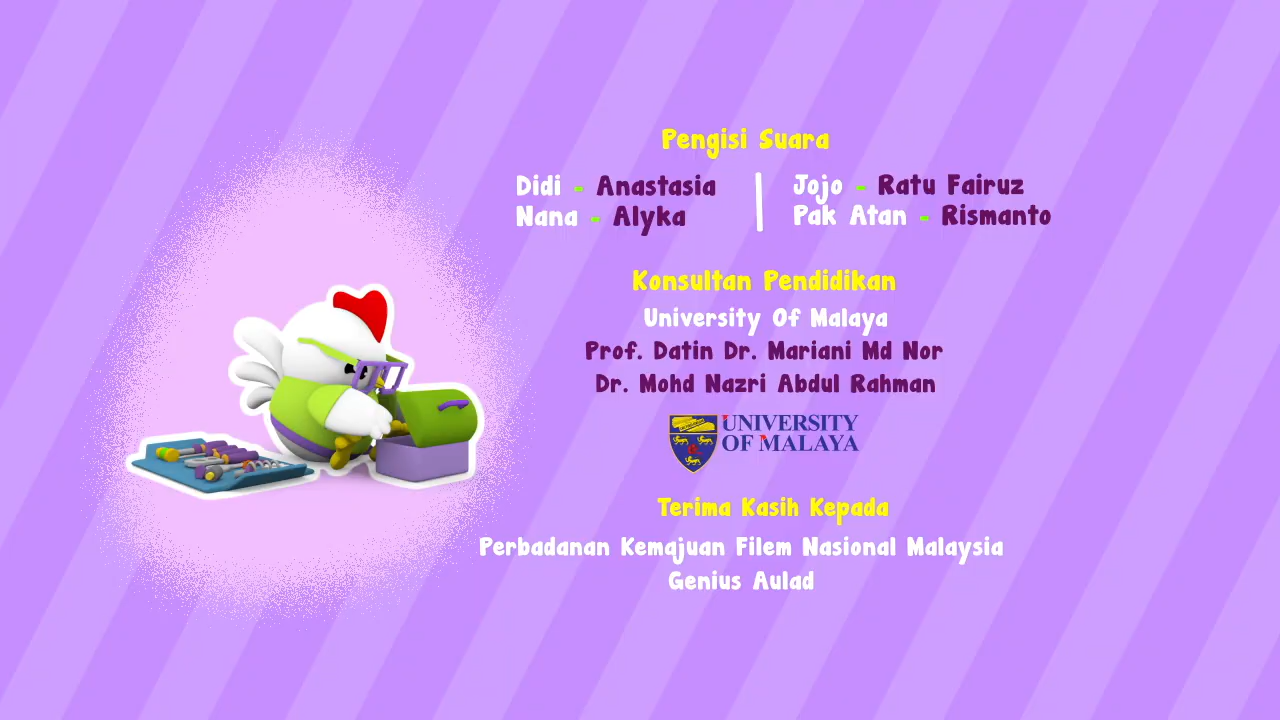 Pengisi Suara
Didi - Anastasia | Jojo - Ratu Fairuz
Nana - Alyka | Pak Atan - Rismanto
Konsultan Pendidikan
University Of Malaya
Prof. Datin Dr. Mariani Md Nor
Dr. Mohd Nazri Abdul Rahman
UNIVERSITY
OF MALAYA
Terima Kasih Kepada
Perbadanan Kemajuan Filem Nasional Malaysia
Genius Aulad